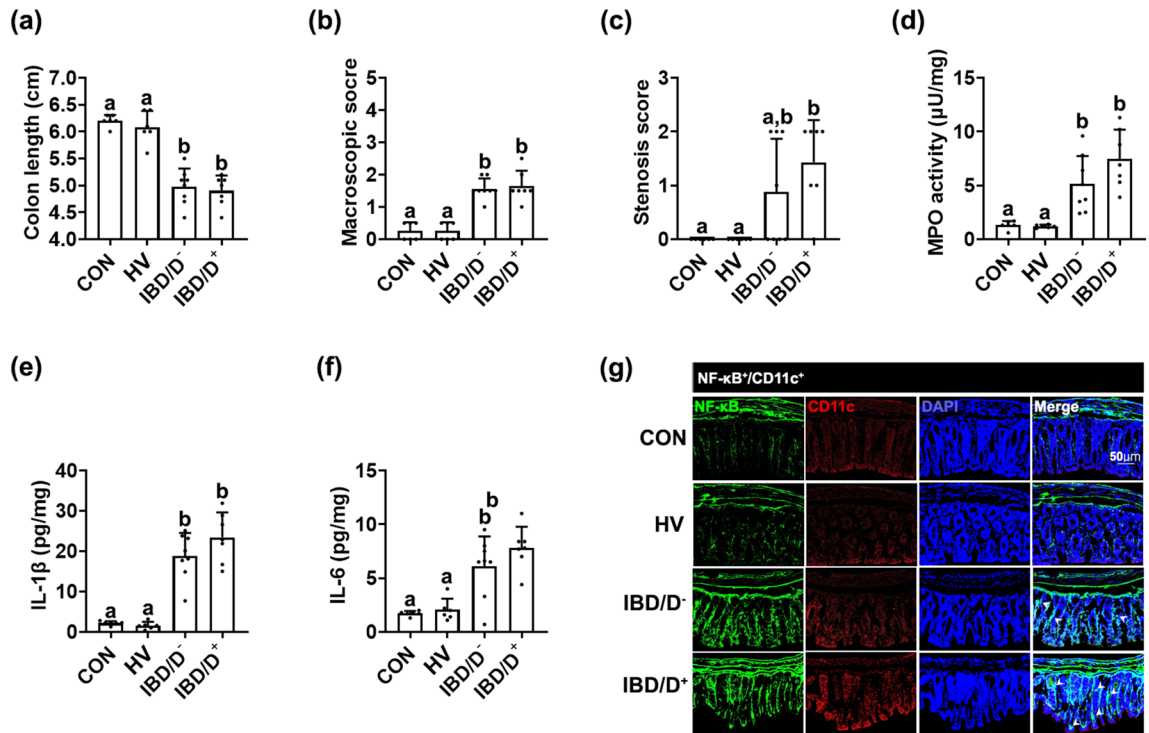 (a)
Colon length (cm)
7.0
6.5
6.0
5.5
5.0
4.5
4.0
a
a
b
b
CON
HV
IBD/D⁻
IBD/D⁺
(b)
Macroscopic socre
5
4
3
2
1
0
a
a
b
b
CON
HV
IBD/D⁻
IBD/D⁺
(c)
Stenosis score
3
2
1
0
a
a
a,b
b
CON
HV
IBD/D⁻
IBD/D⁺
(d)
MPO activity (μU/mg)
15
10
5
0
a
a
b
b
CON
HV
IBD/D⁻
IBD/D⁺
(e)
IL-1β (pg/mg)
40
30
20
10
0
a
a
b
b
CON
HV
IBD/D⁻
IBD/D⁺
(f)
IL-6 (pg/mg)
15
10
5
0
a
a
b
b
CON
HV
IBD/D⁻
IBD/D⁺
(g)
NF-κB⁺/CD11c⁺
NF-κB CD11c DAPI Merge
CON
50μm
HV
IBD/D⁻
IBD/D⁺